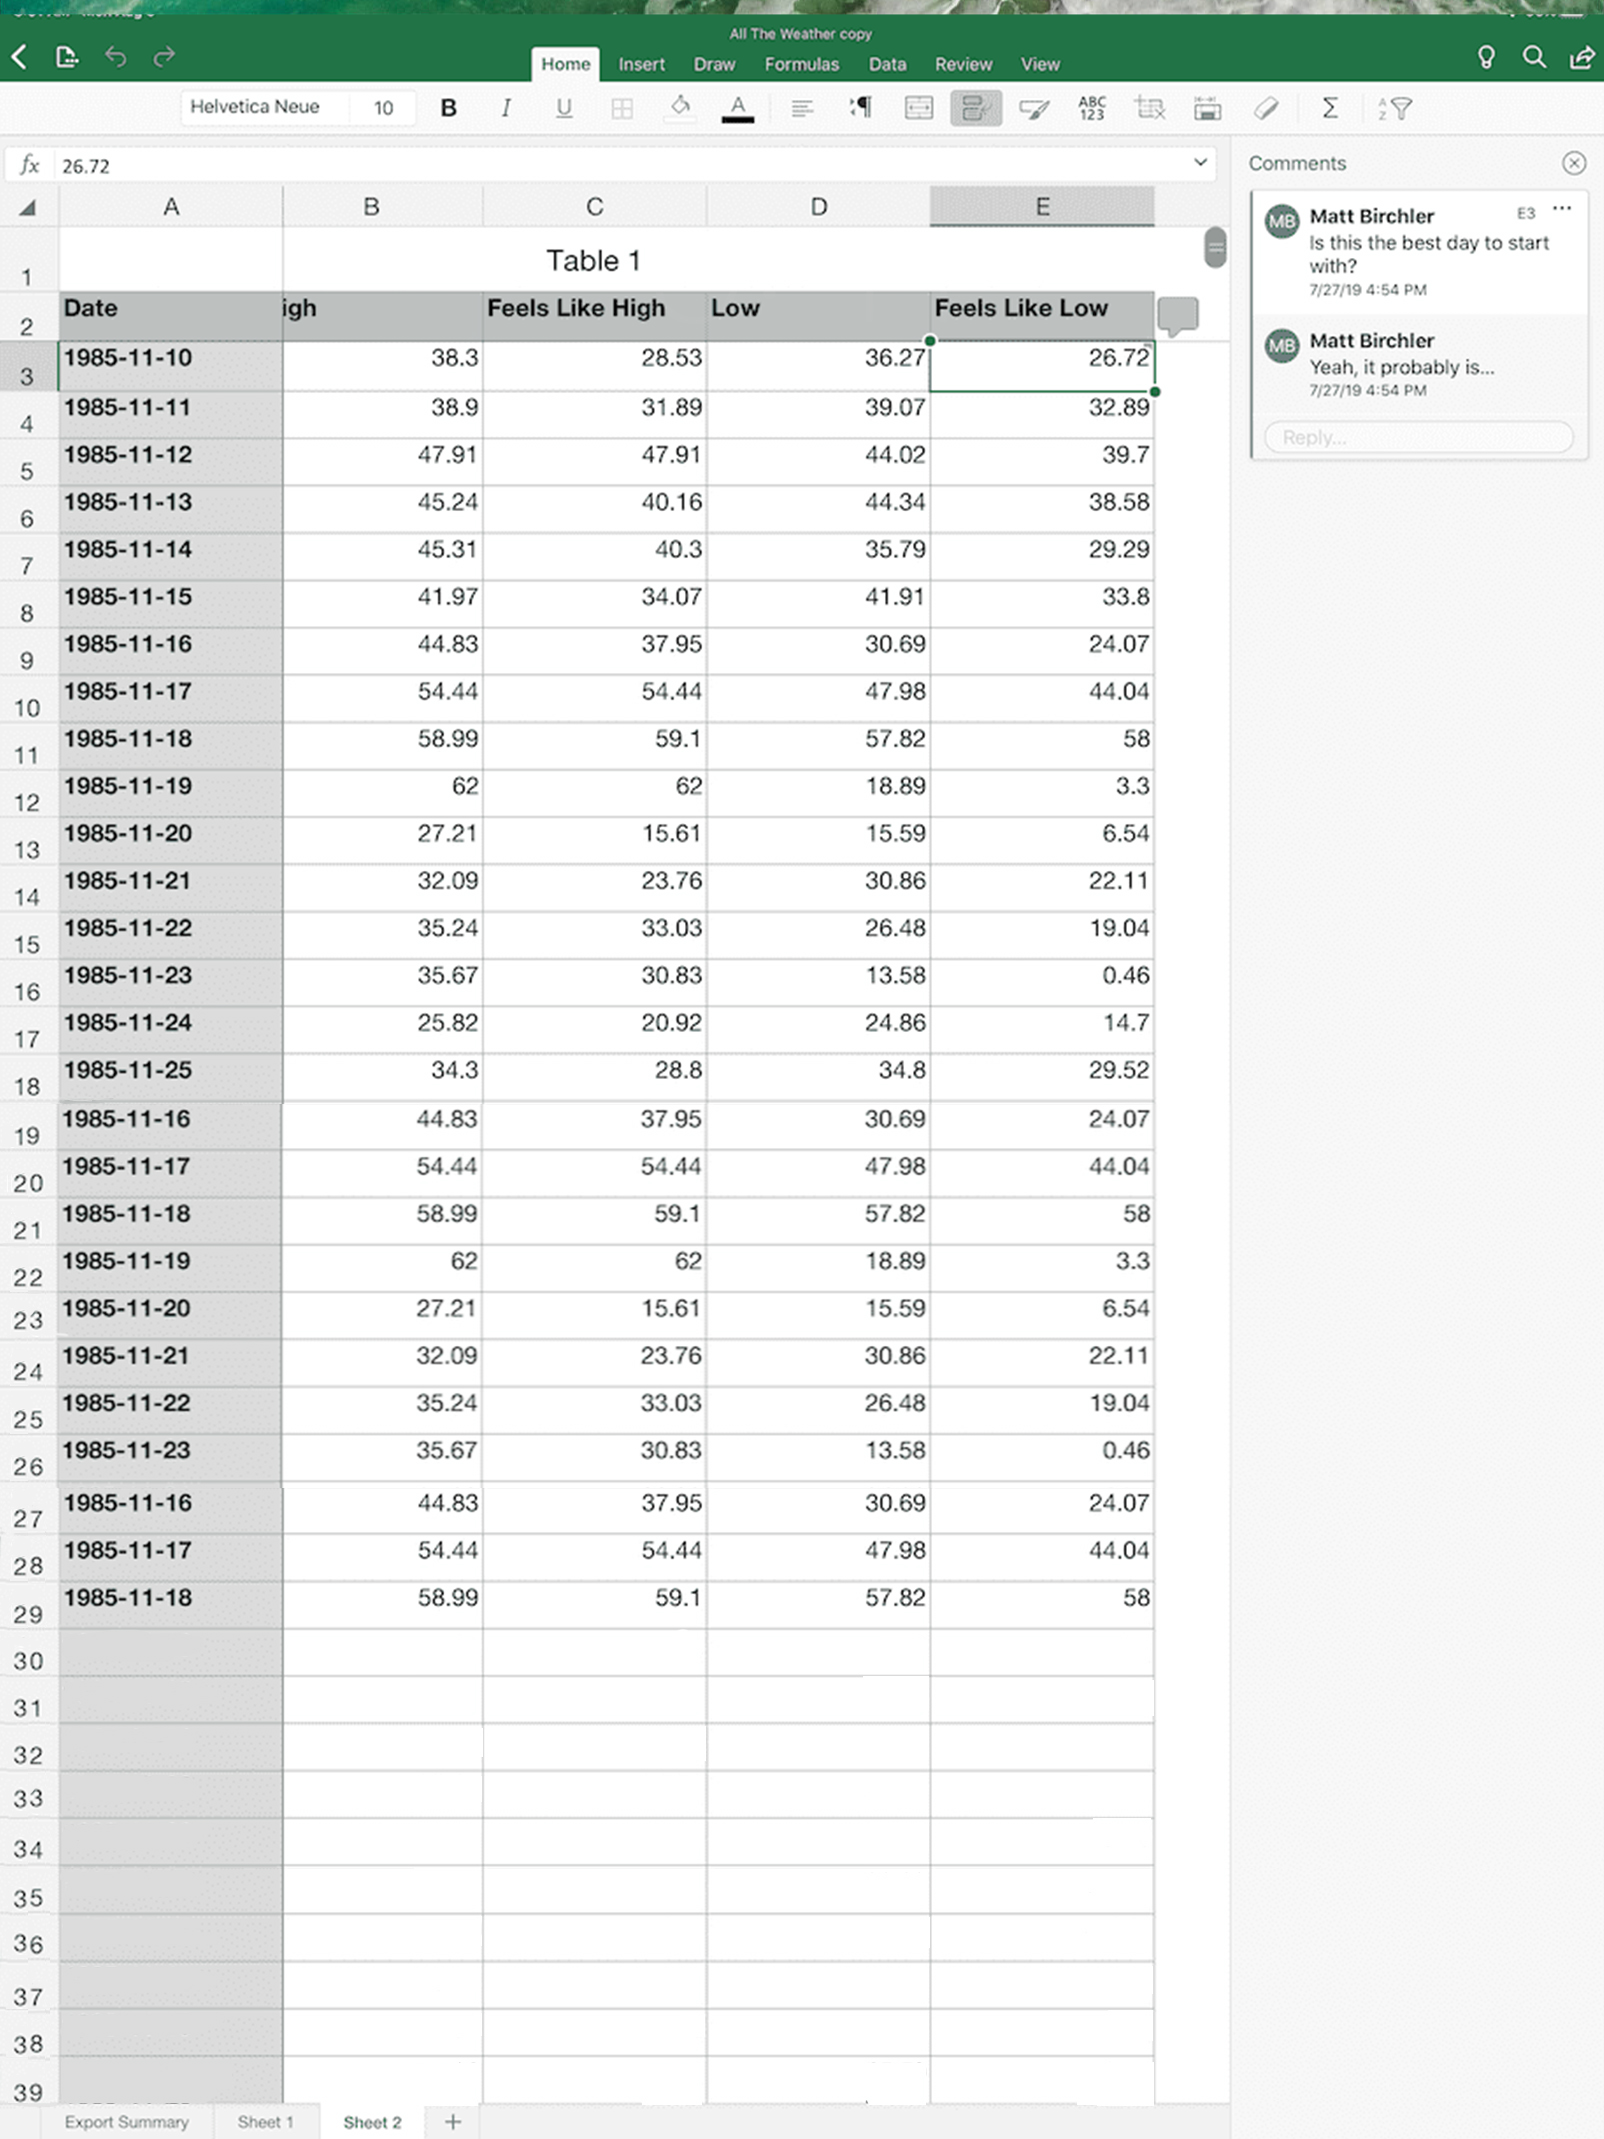 All The Weather copy
Home Insert Draw Formulas Data Review View
Helvetica Neue 10 B I U A ABC 123 Σ A Z
fx 26.72
Comments
A B C D E
MB Matt Birchler E3 ...
Is this the best day to start
with?
7/27/19 4:54 PM
MB Matt Birchler
Yeah, it probably is...
7/27/19 4:54 PM
Reply...
1 Table 1
2 Date igh Feels Like High Low Feels Like Low
3 1985-11-10 38.3 28.53 36.27 26.72
4 1985-11-11 38.9 31.89 39.07 32.89
5 1985-11-12 47.91 47.91 44.02 39.7
6 1985-11-13 45.24 40.16 44.34 38.58
7 1985-11-14 45.31 40.3 35.79 29.29
8 1985-11-15 41.97 34.07 41.91 33.8
9 1985-11-16 44.83 37.95 30.69 24.07
10 1985-11-17 54.44 54.44 47.98 44.04
11 1985-11-18 58.99 59.1 57.82 58
12 1985-11-19 62 62 18.89 3.3
13 1985-11-20 27.21 15.61 15.59 6.54
14 1985-11-21 32.09 23.76 30.86 22.11
15 1985-11-22 35.24 33.03 26.48 19.04
16 1985-11-23 35.67 30.83 13.58 0.46
17 1985-11-24 25.82 20.92 24.86 14.7
18 1985-11-25 34.3 28.8 34.8 29.52
19 1985-11-16 44.83 37.95 30.69 24.07
20 1985-11-17 54.44 54.44 47.98 44.04
21 1985-11-18 58.99 59.1 57.82 58
22 1985-11-19 62 62 18.89 3.3
23 1985-11-20 27.21 15.61 15.59 6.54
24 1985-11-21 32.09 23.76 30.86 22.11
25 1985-11-22 35.24 33.03 26.48 19.04
26 1985-11-23 35.67 30.83 13.58 0.46
27 1985-11-16 44.83 37.95 30.69 24.07
28 1985-11-17 54.44 54.44 47.98 44.04
29 1985-11-18 58.99 59.1 57.82 58
30
31
32
33
34
35
36
37
38
39
Export Summary Sheet 1 Sheet 2 +